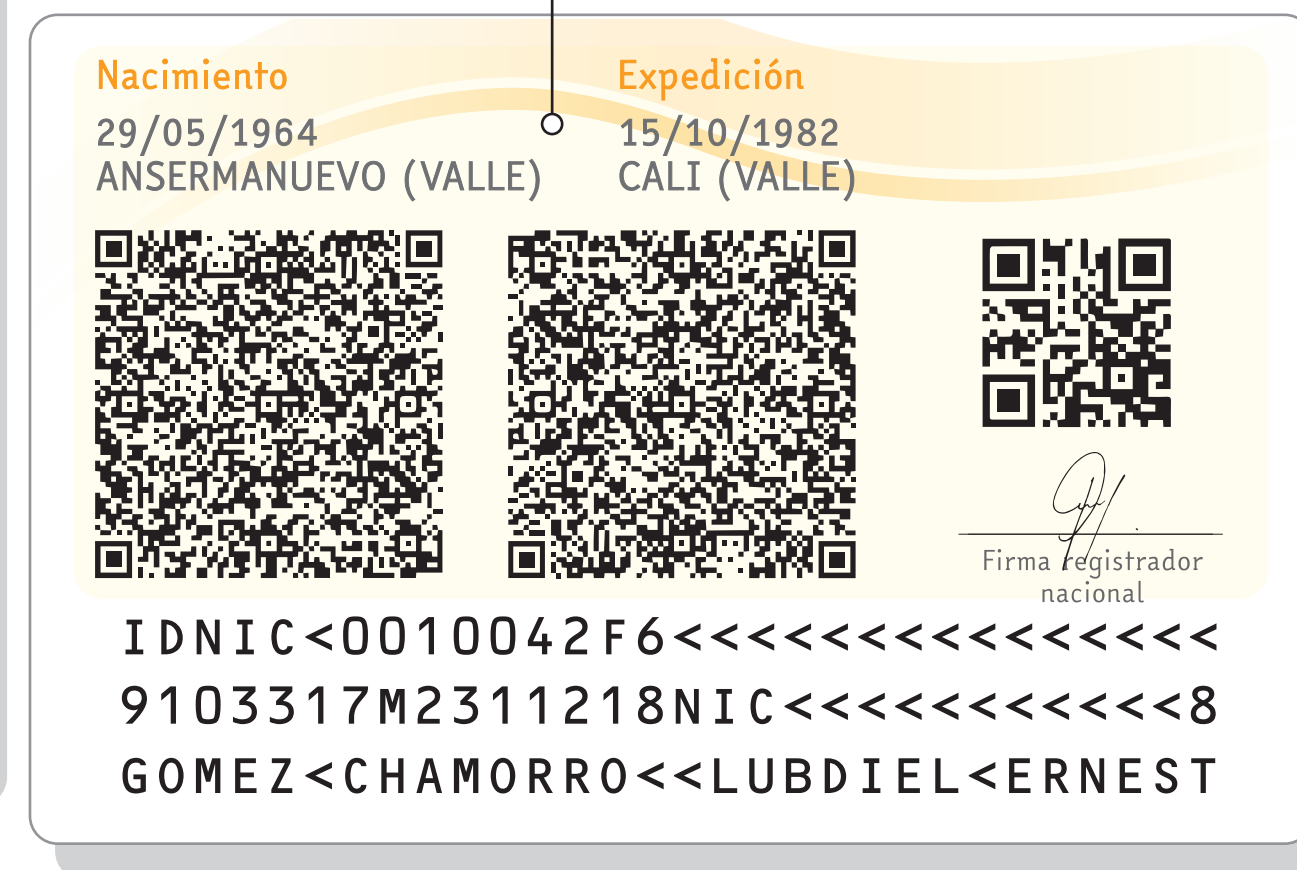 Nacimiento
29/05/1964
ANSERMANUEVO (VALLE)
Expedición
15/10/1982
CALI (VALLE)
Firma registrador
nacional
IDNIC<0010042F6<<<<<<<<<<<<<<<
9103317M2311218NIC<<<<<<<<<<<8
GOMEZ<CHAMORRO<<LUBDIEL<ERNEST